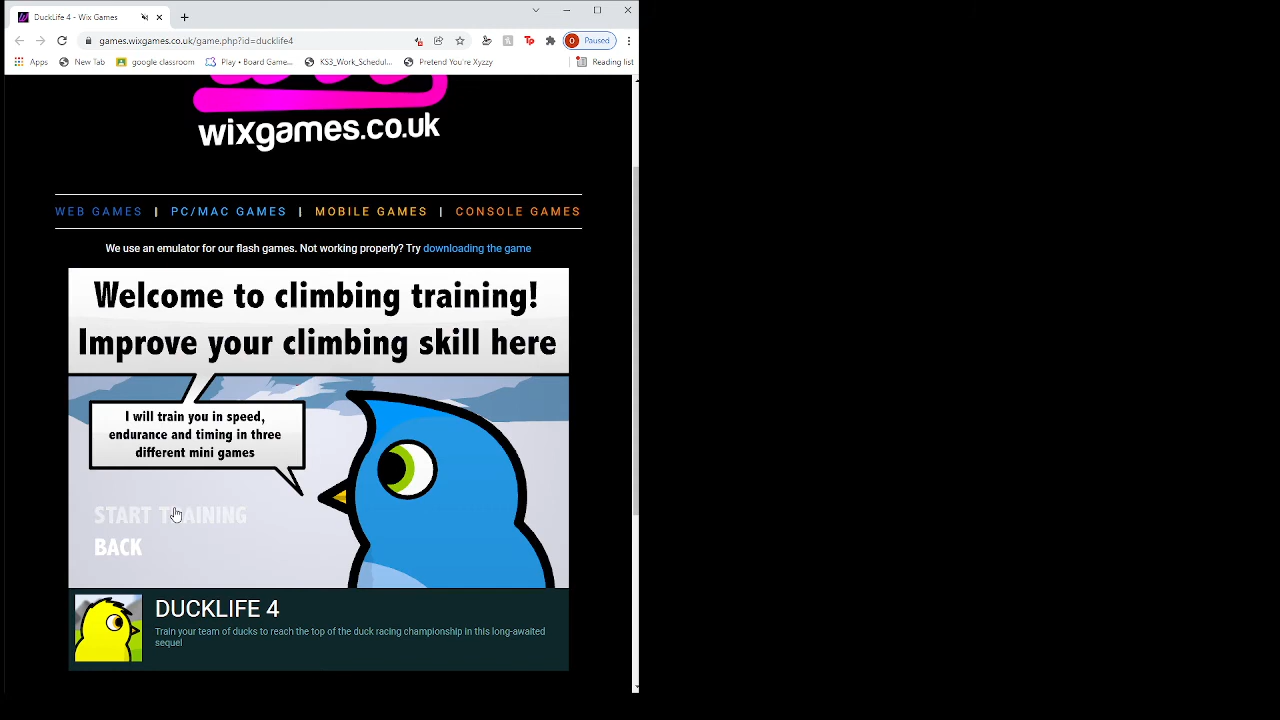 DuckLife 4 - Wix Games
games.wixgames.co.uk/game.php?id=ducklife4
Paused
Apps
New Tab
google classroom
Play • Board Game...
KS3_Work_Schedul...
Pretend You're Xyzzy
Reading list
wixgames.co.uk
WEB GAMES | PC/MAC GAMES | MOBILE GAMES | CONSOLE GAMES
We use an emulator for our flash games. Not working properly? Try downloading the game
Welcome to climbing training!
Improve your climbing skill here
I will train you in speed,
endurance and timing in three
different mini games
START TRAINING
BACK
DUCKLIFE 4
Train your team of ducks to reach the top of the duck racing championship in this long-awaited
sequel